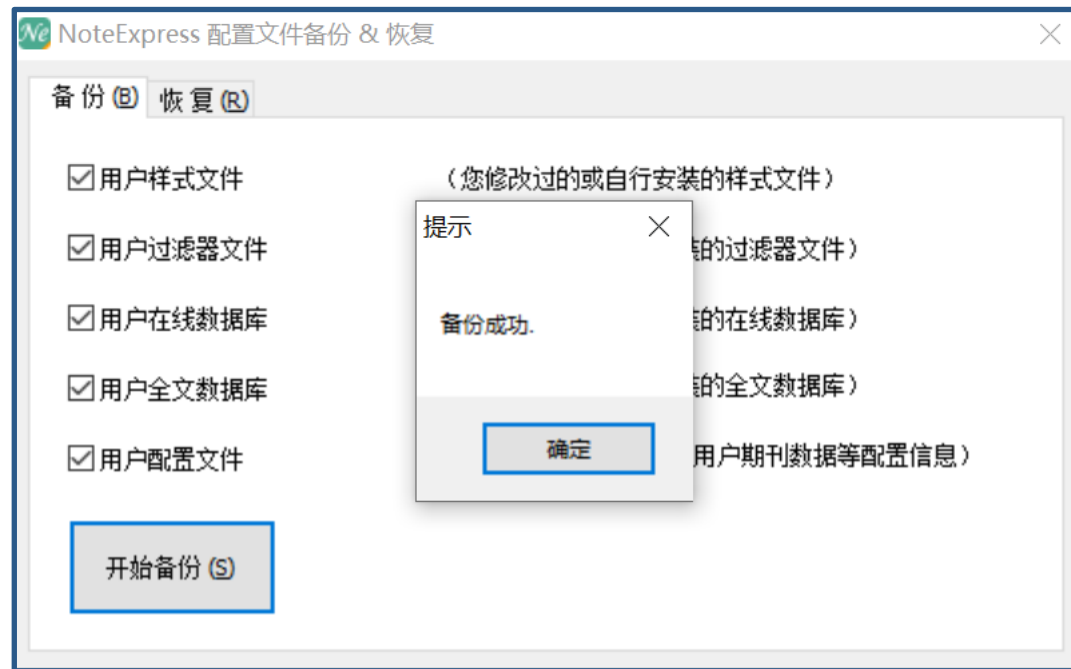 Ne NoteExpress 配置文件备份 & 恢复
备 份 (B) 恢 复 (R)
用户样式文件 （您修改过的或自行安装的样式文件）
提示
用户过滤器文件 的过滤器文件）
用户在线数据库 的在线数据库）
备份成功.
用户全文数据库 的全文数据库）
确定
用户配置文件 用户期刊数据等配置信息）
开始备份 (S)